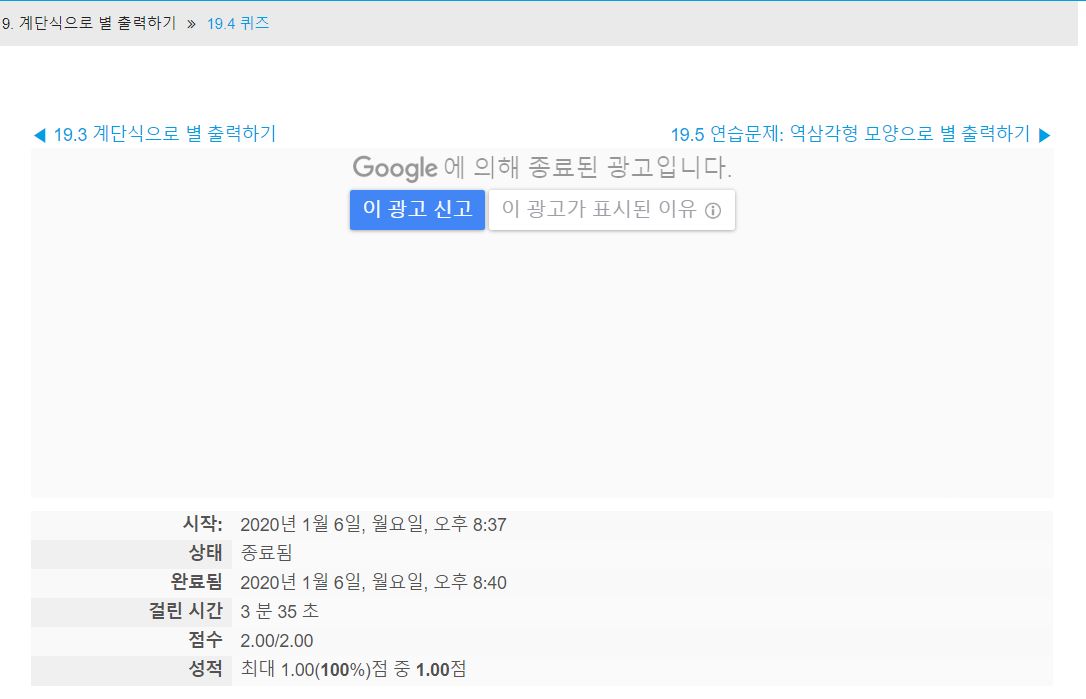 9. 계단식으로 별 출력하기 » 19.4 퀴즈
◀ 19.3 계단식으로 별 출력하기
19.5 연습문제: 역삼각형 모양으로 별 출력하기 ▶
Google 에 의해 종료된 광고입니다.
이 광고 신고 이 광고가 표시된 이유 ⓘ
시작: 2020년 1월 6일, 월요일, 오후 8:37
상태 종료됨
완료됨 2020년 1월 6일, 월요일, 오후 8:40
걸린 시간 3 분 35 초
점수 2.00/2.00
성적 최대 1.00(100%)점 중 1.00점